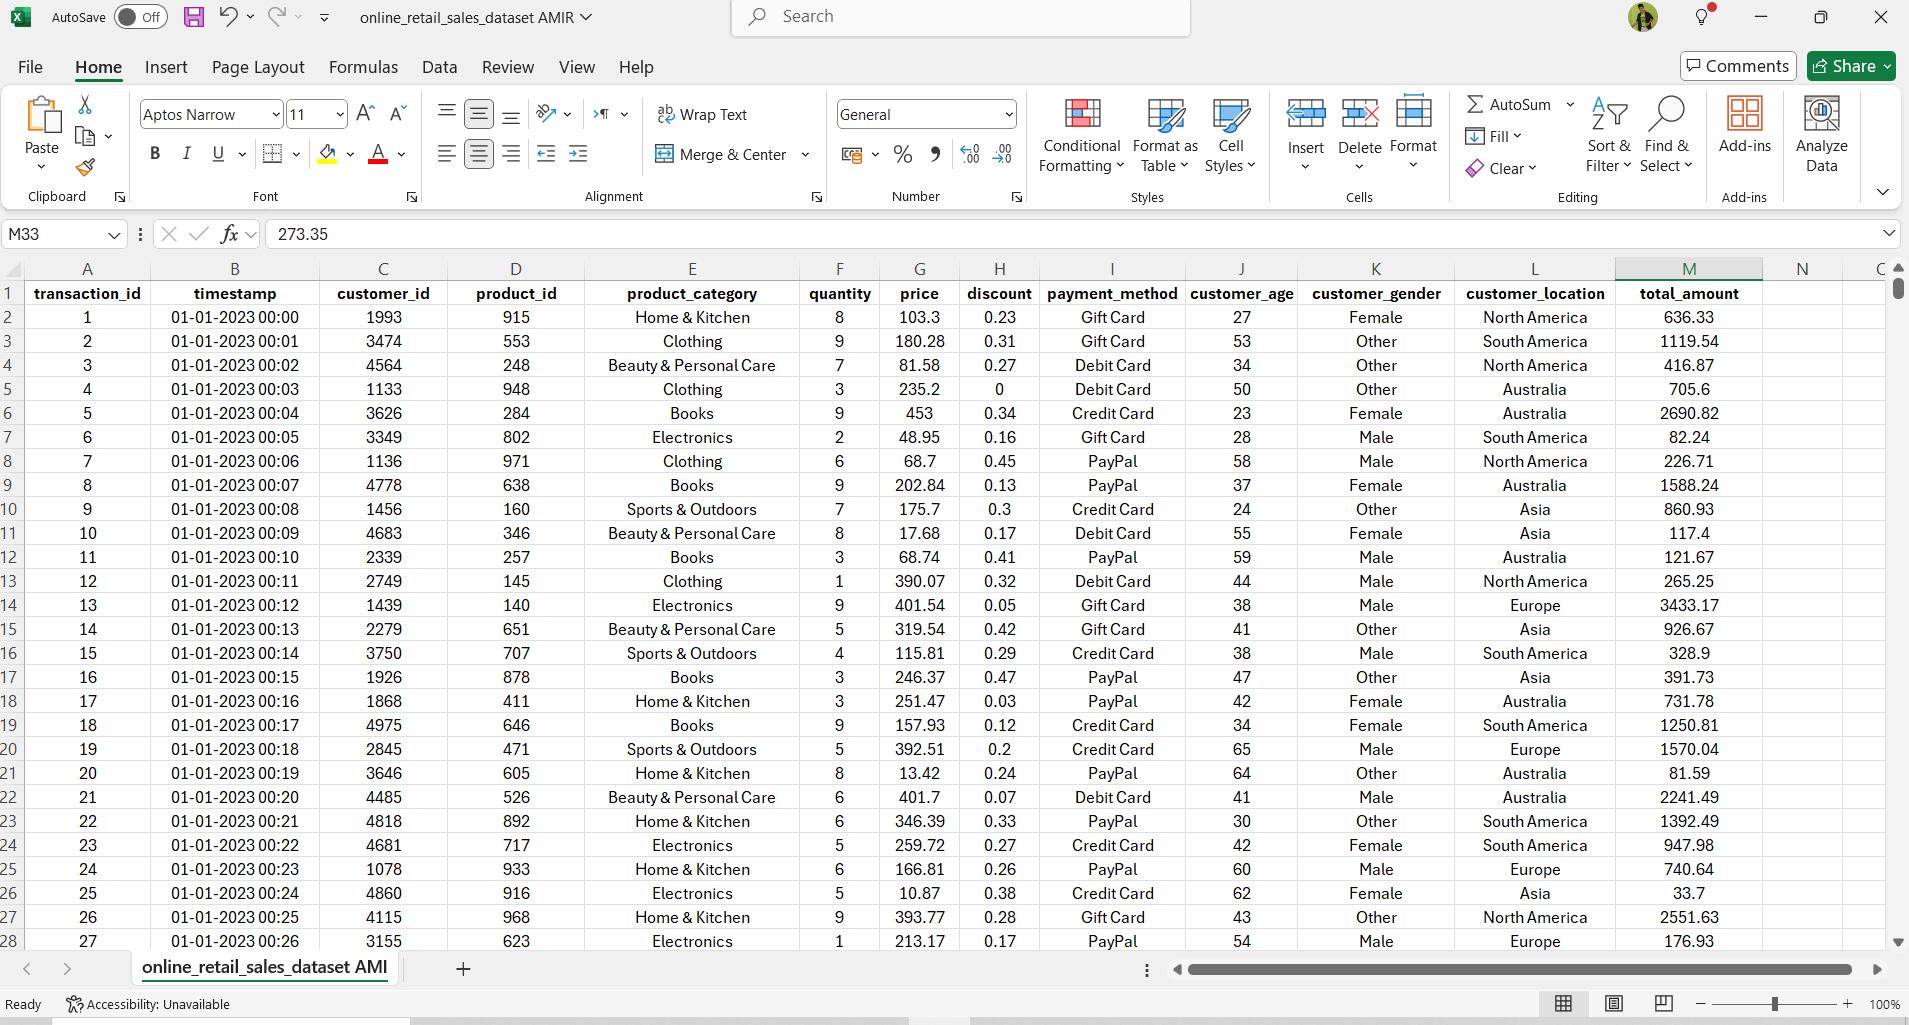 AutoSave Off online_retail_sales_dataset AMIR Search
File Home Insert Page Layout Formulas Data Review View Help Comments Share
Paste Aptos Narrow 11 Wrap Text General Conditional Formatting Format as Table Cell Styles Insert Delete Format AutoSum Sort & Filter Find & Select Add-ins Analyze Data
B I U Merge & Center Fill
Clear
Clipboard Font Alignment Number Styles Cells Editing Add-ins
M33 fx 273.35
A B C D E F G H I J K L M N
1 transaction_id timestamp customer_id product_id product_category quantity price discount payment_method customer_age customer_gender customer_location total_amount
2 1 01-01-2023 00:00 1993 915 Home & Kitchen 8 103.3 0.23 Gift Card 27 Female North America 636.33
3 2 01-01-2023 00:01 3474 553 Clothing 9 180.28 0.31 Gift Card 53 Other South America 1119.54
4 3 01-01-2023 00:02 4564 248 Beauty & Personal Care 7 81.58 0.27 Debit Card 34 Other North America 416.87
5 4 01-01-2023 00:03 1133 948 Clothing 3 235.2 0 Debit Card 50 Other Australia 705.6
6 5 01-01-2023 00:04 3626 284 Books 9 453 0.34 Credit Card 23 Female Australia 2690.82
7 6 01-01-2023 00:05 3349 802 Electronics 2 48.95 0.16 Gift Card 28 Male South America 82.24
8 7 01-01-2023 00:06 1136 971 Clothing 6 68.7 0.45 PayPal 58 Male North America 226.71
9 8 01-01-2023 00:07 4778 638 Books 9 202.84 0.13 PayPal 37 Female Australia 1588.24
10 9 01-01-2023 00:08 1456 160 Sports & Outdoors 7 175.7 0.3 Credit Card 24 Other Asia 860.93
11 10 01-01-2023 00:09 4683 346 Beauty & Personal Care 8 17.68 0.17 Debit Card 55 Female Asia 117.4
12 11 01-01-2023 00:10 2339 257 Books 3 68.74 0.41 PayPal 59 Male Australia 121.67
13 12 01-01-2023 00:11 2749 145 Clothing 1 390.07 0.32 Debit Card 44 Male North America 265.25
14 13 01-01-2023 00:12 1439 140 Electronics 9 401.54 0.05 Gift Card 38 Male Europe 3433.17
15 14 01-01-2023 00:13 2279 651 Beauty & Personal Care 5 319.54 0.42 Gift Card 41 Other Asia 926.67
16 15 01-01-2023 00:14 3750 707 Sports & Outdoors 4 115.81 0.29 Credit Card 38 Male South America 328.9
17 16 01-01-2023 00:15 1926 878 Books 3 246.37 0.47 PayPal 47 Other Asia 391.73
18 17 01-01-2023 00:16 1868 411 Home & Kitchen 3 251.47 0.03 PayPal 42 Female Australia 731.78
19 18 01-01-2023 00:17 4975 646 Books 9 157.93 0.12 Credit Card 34 Female South America 1250.81
20 19 01-01-2023 00:18 2845 471 Sports & Outdoors 5 392.51 0.2 Credit Card 65 Male Europe 1570.04
21 20 01-01-2023 00:19 3646 605 Home & Kitchen 8 13.42 0.24 PayPal 64 Other Australia 81.59
22 21 01-01-2023 00:20 4485 526 Beauty & Personal Care 6 401.7 0.07 Debit Card 41 Male Australia 2241.49
23 22 01-01-2023 00:21 4818 892 Home & Kitchen 6 346.39 0.33 PayPal 30 Other South America 1392.49
24 23 01-01-2023 00:22 4681 717 Electronics 5 259.72 0.27 Credit Card 42 Female South America 947.98
25 24 01-01-2023 00:23 1078 933 Home & Kitchen 6 166.81 0.26 PayPal 60 Male Europe 740.64
26 25 01-01-2023 00:24 4860 916 Electronics 5 10.87 0.38 Credit Card 62 Female Asia 33.7
27 26 01-01-2023 00:25 4115 968 Home & Kitchen 9 393.77 0.28 Gift Card 43 Other North America 2551.63
28 27 01-01-2023 00:26 3155 623 Electronics 1 213.17 0.17 PayPal 54 Male Europe 176.93
online_retail_sales_dataset AMI
Ready Accessibility: Unavailable 100%